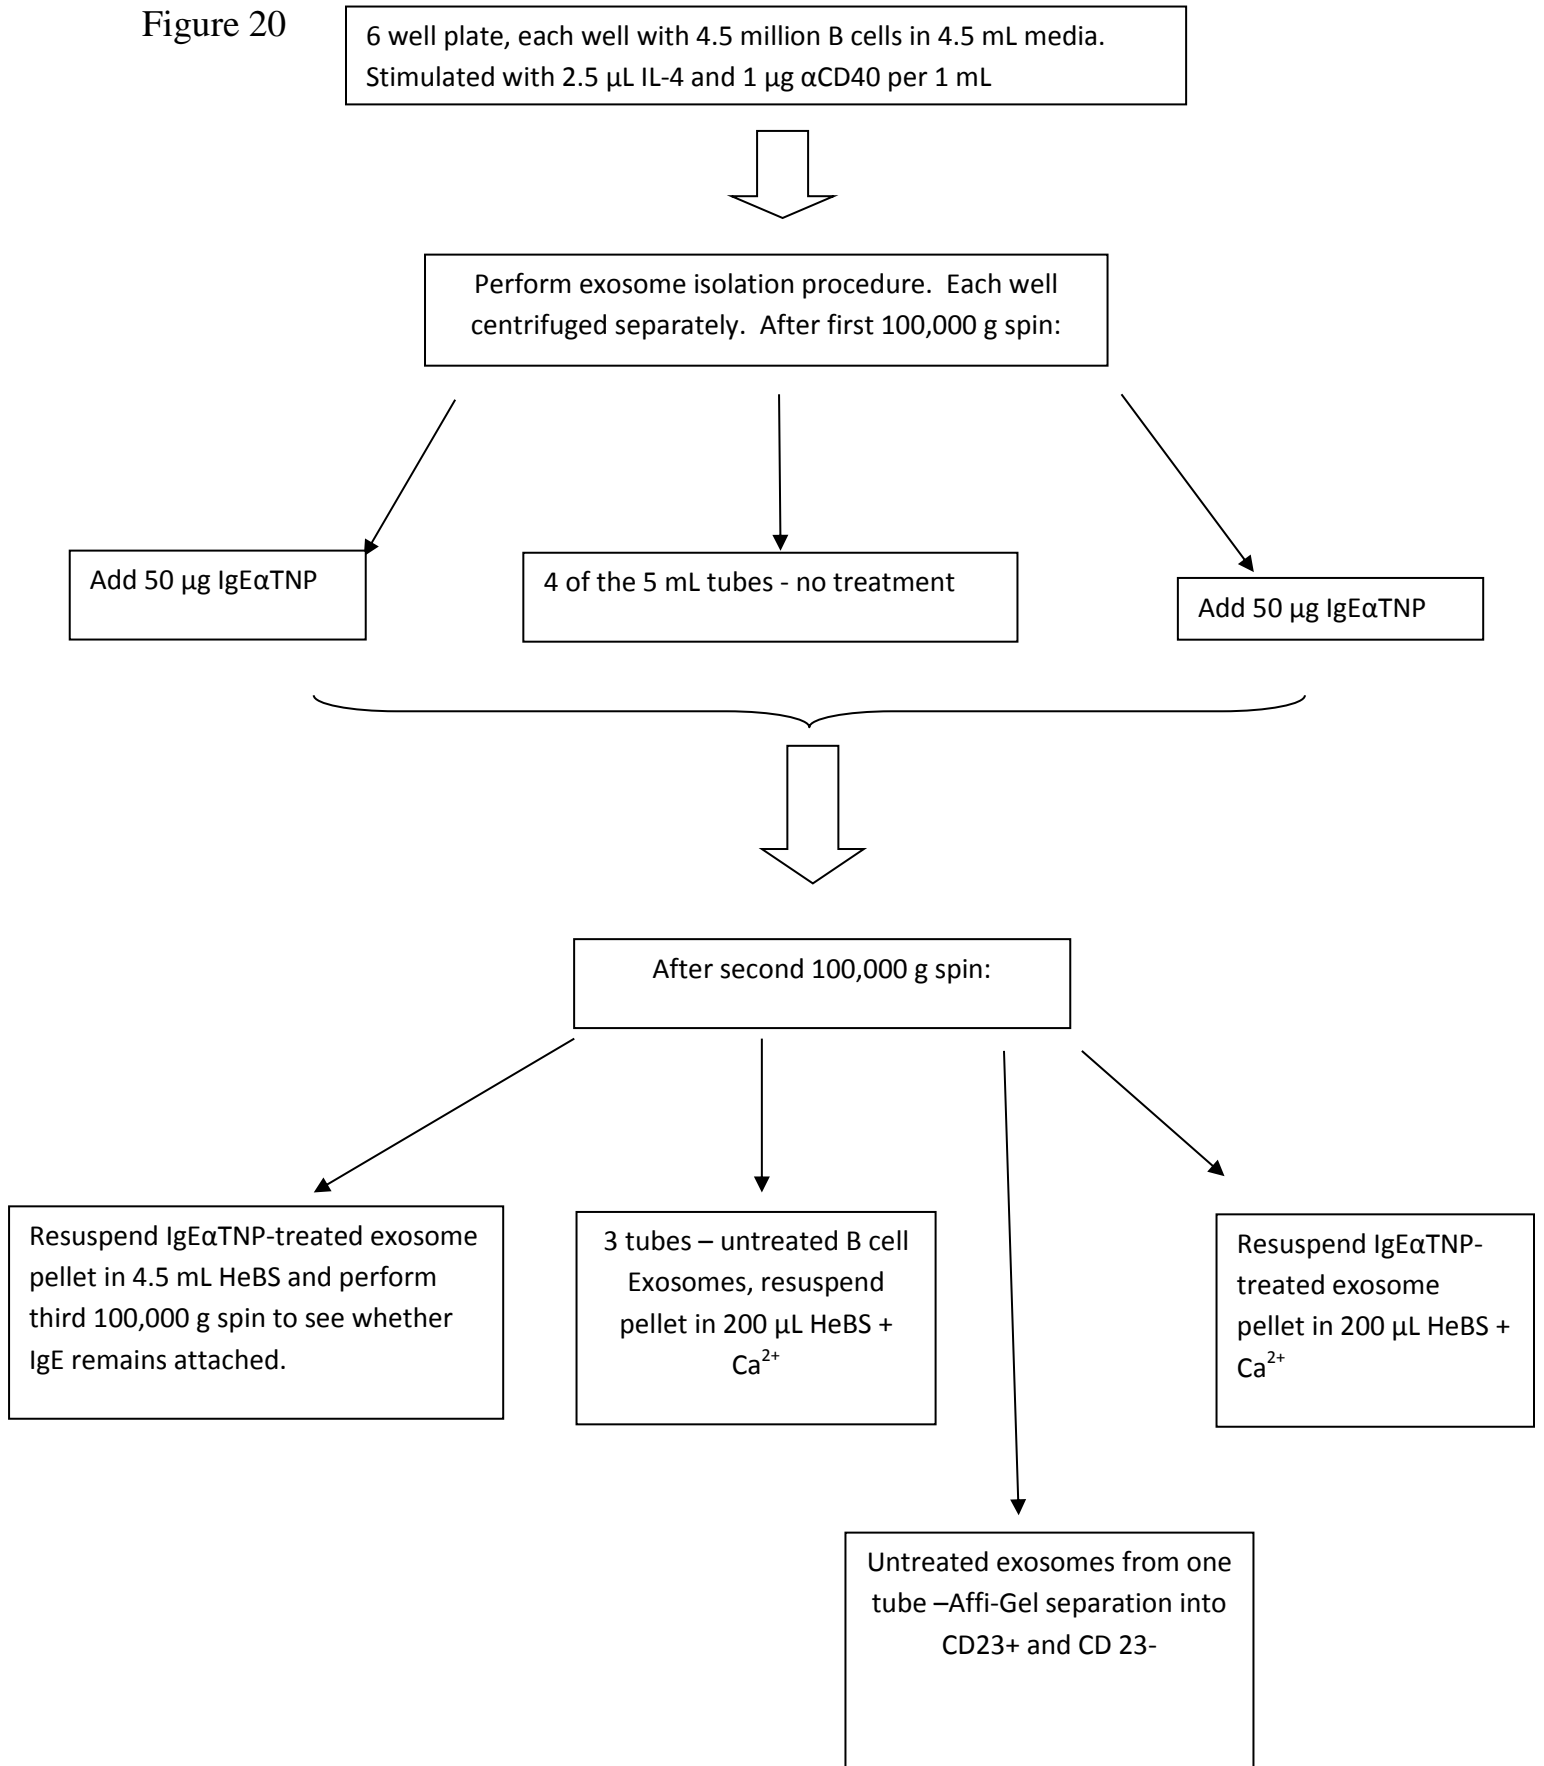 Figure 20
6 well plate, each well with 4.5 million B cells in 4.5 mL media.
Stimulated with 2.5 µL IL-4 and 1 µg αCD40 per 1 mL
Perform exosome isolation procedure.  Each well
centrifuged separately.  After first 100,000 g spin:
Add 50 µg IgEαTNP
4 of the 5 mL tubes - no treatment
Add 50 µg IgEαTNP
After second 100,000 g spin:
Resuspend IgEαTNP-treated exosome
pellet in 4.5 mL HeBS and perform
third 100,000 g spin to see whether
IgE remains attached.
3 tubes – untreated B cell
Exosomes, resuspend
pellet in 200 µL HeBS +
Ca²⁺
Resuspend IgEαTNP-
treated exosome
pellet in 200 µL HeBS +
Ca²⁺
Untreated exosomes from one
tube –Affi-Gel separation into
CD23+ and CD 23-